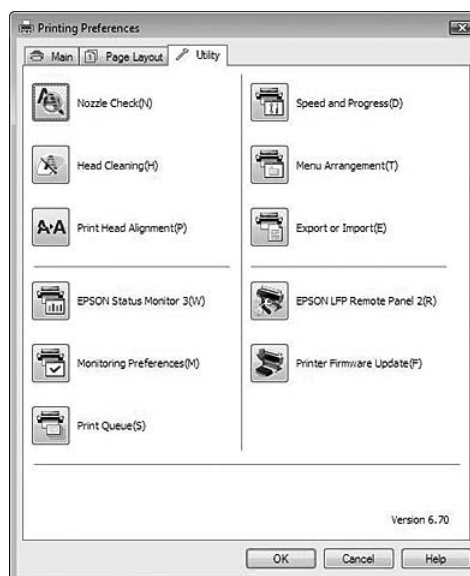 Printing Preferences
Main
Page Layout
Utility
Nozzle Check(N)
Head Cleaning(H)
Print Head Alignment(P)
EPSON Status Monitor 3(W)
Monitoring Preferences(M)
Print Queue(S)
Speed and Progress(D)
Menu Arrangement(T)
Export or Import(E)
EPSON LFP Remote Panel 2(R)
Printer Firmware Update(F)
Version 6.70
OK
Cancel
Help